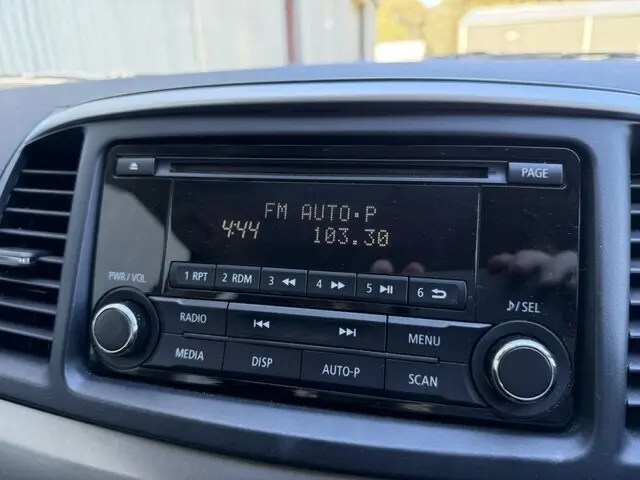 PAGE
FM AUTO·P
4:44 103.30
PWR/VOL
1 RPT 2 RDM 3 ◀◀ 4 ▶▶ 5 ▶II 6 ⮌
♪/SEL
RADIO I◀◀ ▶▶I MENU
MEDIA DISP AUTO-P SCAN